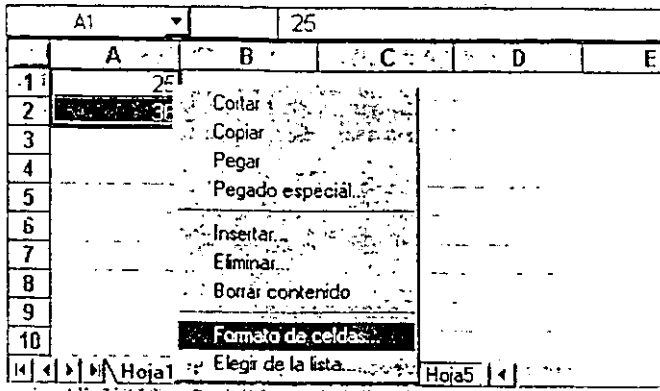 A1 25
A B C D E
1 25
2
3
4
5
6
7
8
9
10
Cortar
Copiar
Pegar
Pegado especial...
Insertar...
Eliminar...
Borrar contenido
Formato de celdas...
Elegir de la lista...
Hoja1 Hoja5